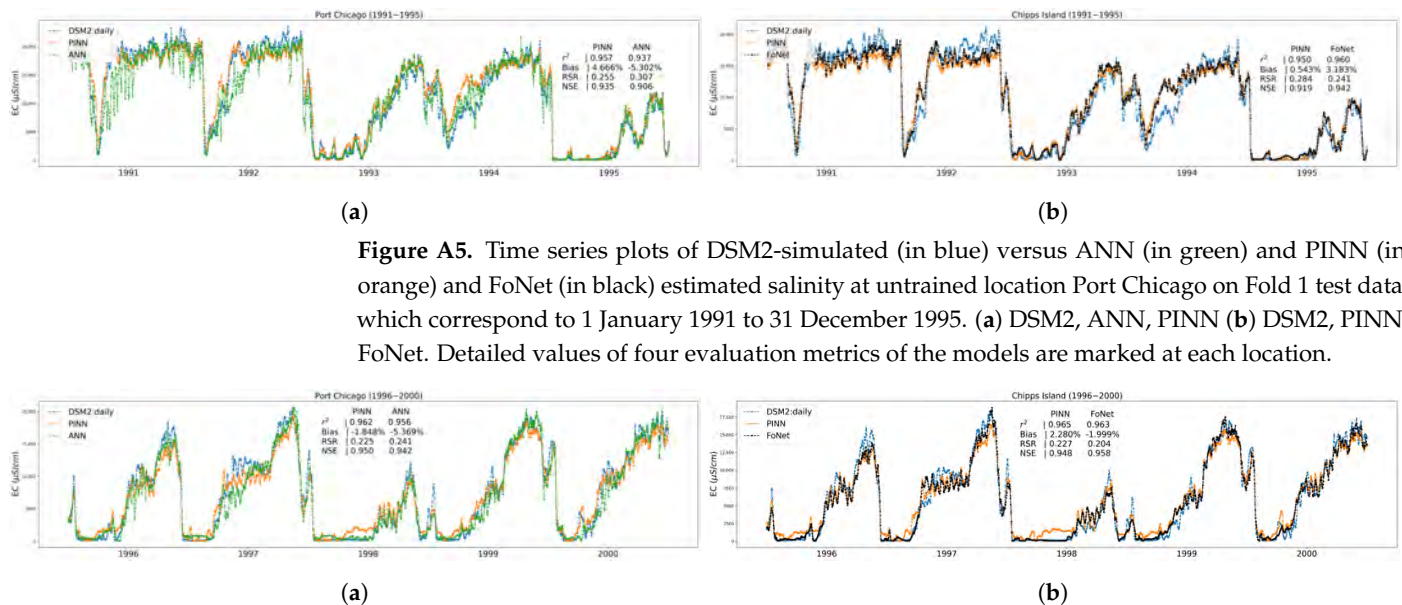 Port Chicago (1991−1995)
DSM2:daily
PINN
ANN
PINN ANN
r² | 0.957 0.937
Bias | 4.666% -5.302%
RSR | 0.255 0.307
NSE | 0.935 0.906
EC (μS/cm)
1991 1992 1993 1994 1995
(a)
Chipps Island (1991−1995)
DSM2:daily
PINN
FoNet
PINN FoNet
r² | 0.950 0.960
Bias | 0.543% 3.183%
RSR | 0.284 0.241
NSE | 0.919 0.942
EC (μS/cm)
1991 1992 1993 1994 1995
(b)
Figure A5. Time series plots of DSM2-simulated (in blue) versus ANN (in green) and PINN (in
orange) and FoNet (in black) estimated salinity at untrained location Port Chicago on Fold 1 test data
which correspond to 1 January 1991 to 31 December 1995. (a) DSM2, ANN, PINN (b) DSM2, PINN
FoNet. Detailed values of four evaluation metrics of the models are marked at each location.
Port Chicago (1996−2000)
DSM2:daily
PINN
ANN
PINN ANN
r² | 0.962 0.956
Bias | -1.848% -5.369%
RSR | 0.225 0.241
NSE | 0.950 0.942
EC (μS/cm)
1996 1997 1998 1999 2000
(a)
Chipps Island (1996−2000)
DSM2:daily
PINN
FoNet
PINN FoNet
r² | 0.965 0.963
Bias | 2.280% -1.999%
RSR | 0.227 0.204
NSE | 0.948 0.958
EC (μS/cm)
1996 1997 1998 1999 2000
(b)